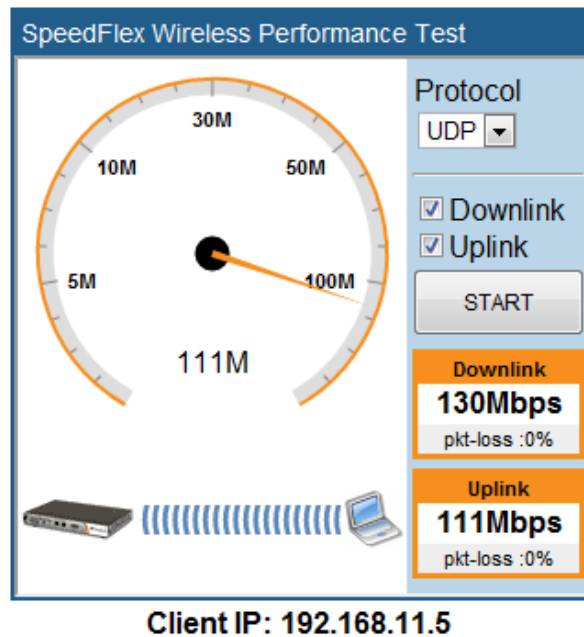 SpeedFlex Wireless Performance Test
30M
10M
50M
5M
100M
111M
Protocol
UDP
Downlink
Uplink
START
Downlink
130Mbps
pkt-loss :0%
Uplink
111Mbps
pkt-loss :0%
Client IP: 192.168.11.5